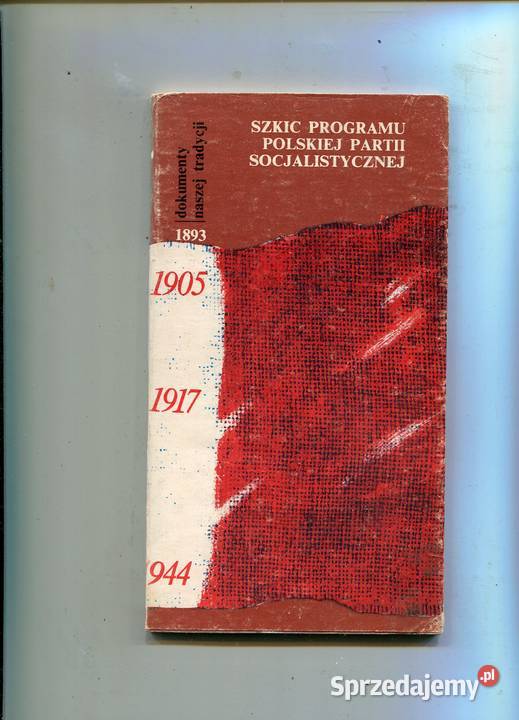 SZKIC PROGRAMU
POLSKIEJ PARTII
SOCJALISTYCZNEJ
dokumenty
naszej tradycji
1893
1905
1917
944
Sprzedajemy.pl